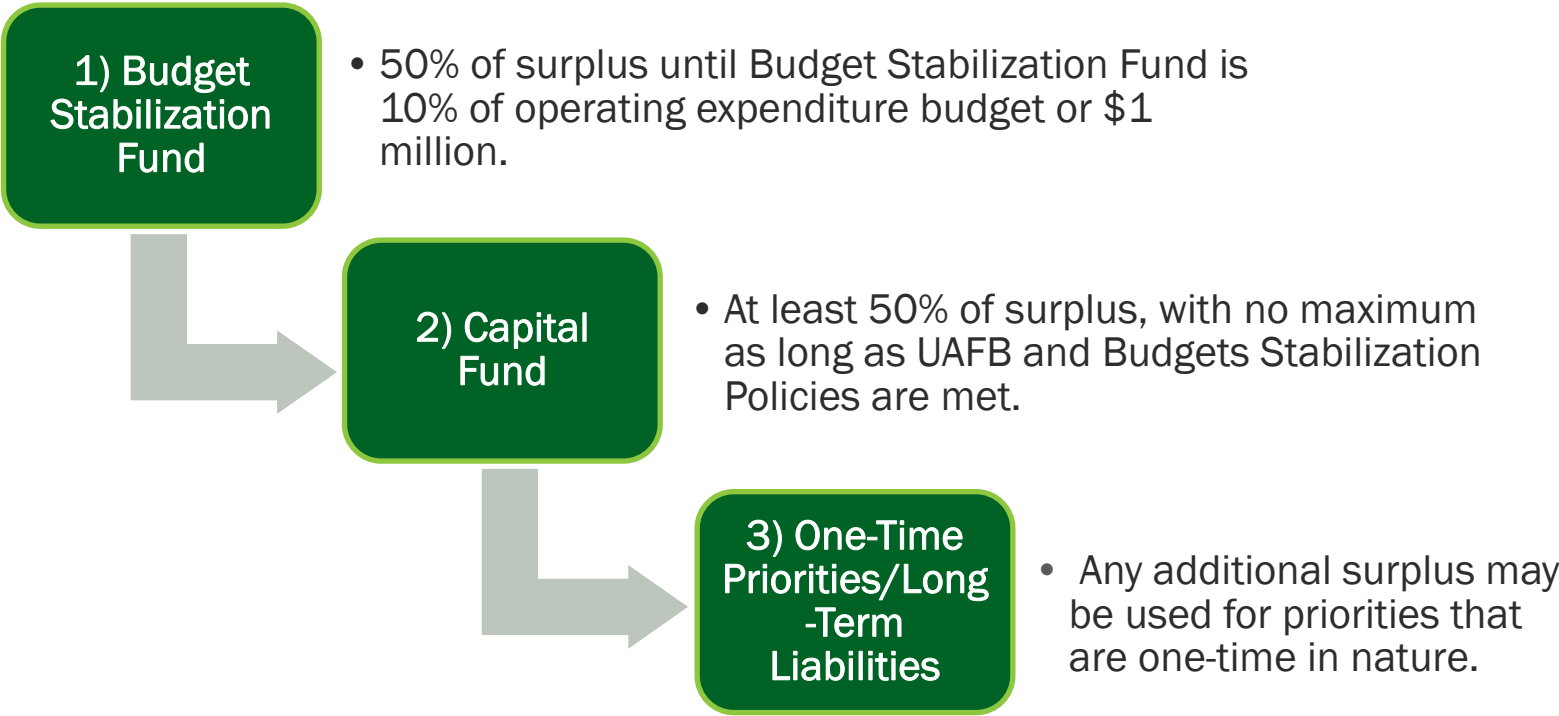 1) Budget
Stabilization
Fund
• 50% of surplus until Budget Stabilization Fund is
10% of operating expenditure budget or $1
million.
2) Capital
Fund
• At least 50% of surplus, with no maximum
as long as UAFB and Budgets Stabilization
Policies are met.
3) One-Time
Priorities/Long
-Term
Liabilities
• Any additional surplus may
be used for priorities that
are one-time in nature.